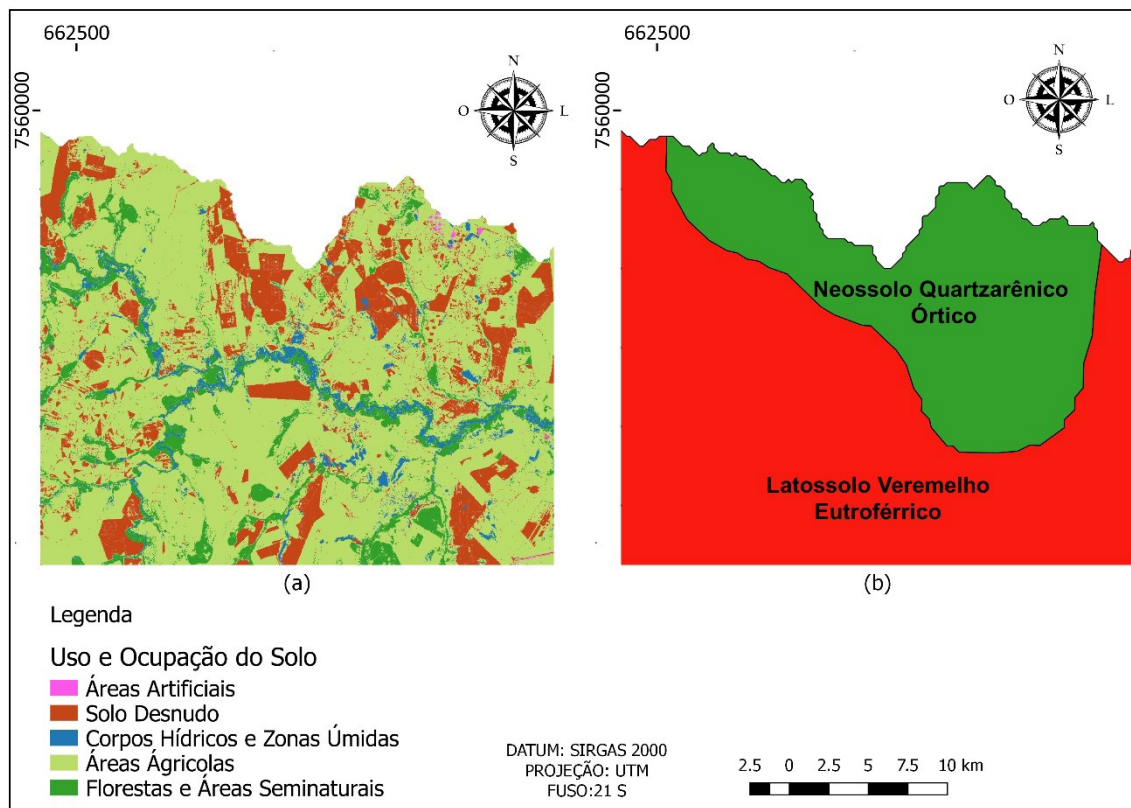 662500
662500
7560000
7560000
N
O
L
S
N
O
L
S
Neossolo Quartzarênico
Órtico
Latossolo Veremelho
Eutroférrico
(a)
(b)
Legenda
Uso e Ocupação do Solo
Áreas Artificiais
Solo Desnudo
Corpos Hídricos e Zonas Úmidas
Áreas Ágricolas
Florestas e Áreas Seminaturais
DATUM: SIRGAS 2000
PROJEÇÃO: UTM
FUSO:21 S
2.5 0 2.5 5 7.5 10 km